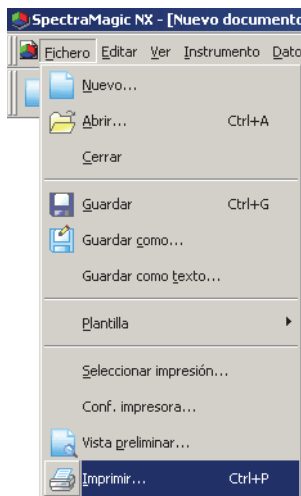 SpectraMagic NX - [Nuevo documento
Fichero Editar Ver Instrumento Dato
Nuevo...
Abrir... Ctrl+A
Cerrar
Guardar Ctrl+G
Guardar como...
Guardar como texto...
Plantilla
Seleccionar impresión...
Conf. impresora...
Vista preliminar...
Imprimir... Ctrl+P